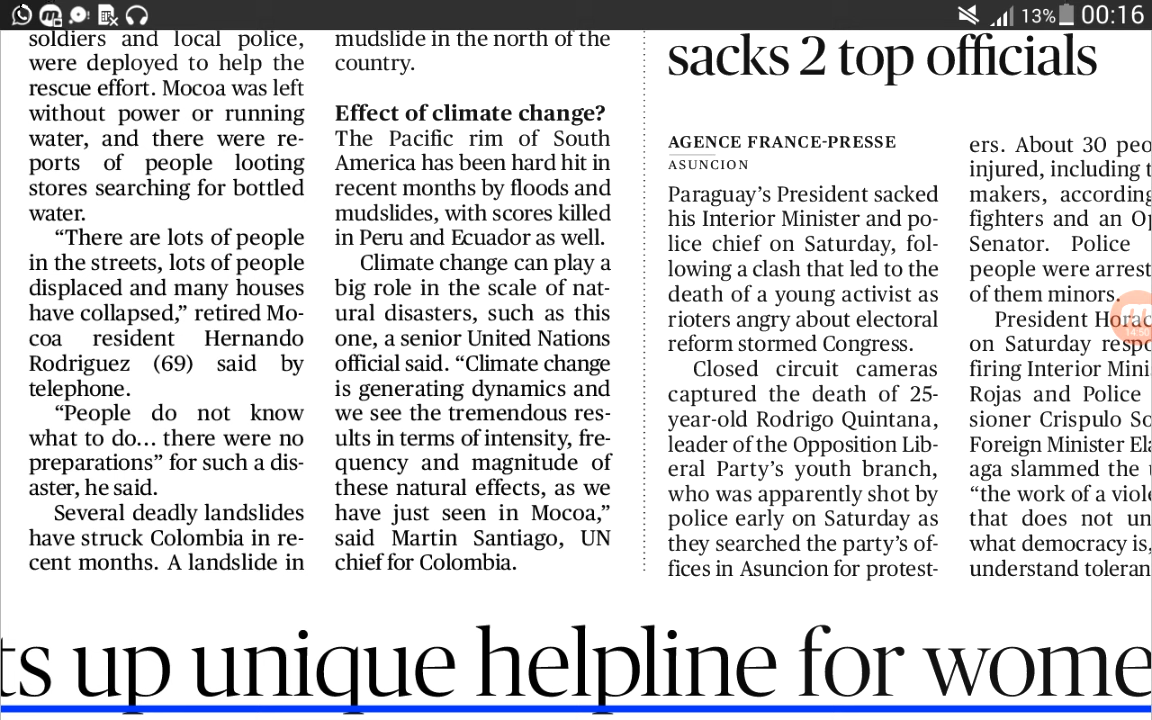 13% 00:16
soldiers and local police,
were deployed to help the
rescue effort. Mocoa was left
without power or running
water, and there were re-
ports of people looting
stores searching for bottled
water.
“There are lots of people
in the streets, lots of people
displaced and many houses
have collapsed,” retired Mo-
coa resident Hernando
Rodriguez (69) said by
telephone.
“People do not know
what to do... there were no
preparations” for such a dis-
aster, he said.
Several deadly landslides
have struck Colombia in re-
cent months. A landslide in
mudslide in the north of the
country.
Effect of climate change?
The Pacific rim of South
America has been hard hit in
recent months by floods and
mudslides, with scores killed
in Peru and Ecuador as well.
Climate change can play a
big role in the scale of nat-
ural disasters, such as this
one, a senior United Nations
official said. “Climate change
is generating dynamics and
we see the tremendous res-
ults in terms of intensity, fre-
quency and magnitude of
these natural effects, as we
have just seen in Mocoa,”
said Martin Santiago, UN
chief for Colombia.
sacks 2 top officials
AGENCE FRANCE-PRESSE
ASUNCION
Paraguay’s President sacked
his Interior Minister and po-
lice chief on Saturday, fol-
lowing a clash that led to the
death of a young activist as
rioters angry about electoral
reform stormed Congress.
Closed circuit cameras
captured the death of 25-
year-old Rodrigo Quintana,
leader of the Opposition Lib-
eral Party’s youth branch,
who was apparently shot by
police early on Saturday as
they searched the party’s of-
fices in Asuncion for protest-
ers. About 30 peo
injured, including t
makers, according
fighters and an Op
Senator. Police
people were arrest
of them minors.
President Horac
on Saturday respo
firing Interior Mini
Rojas and Police
sioner Crispulo So
Foreign Minister Ela
aga slammed the
“the work of a viole
that does not un
what democracy is,
understand toleran
ts up unique helpline for wome